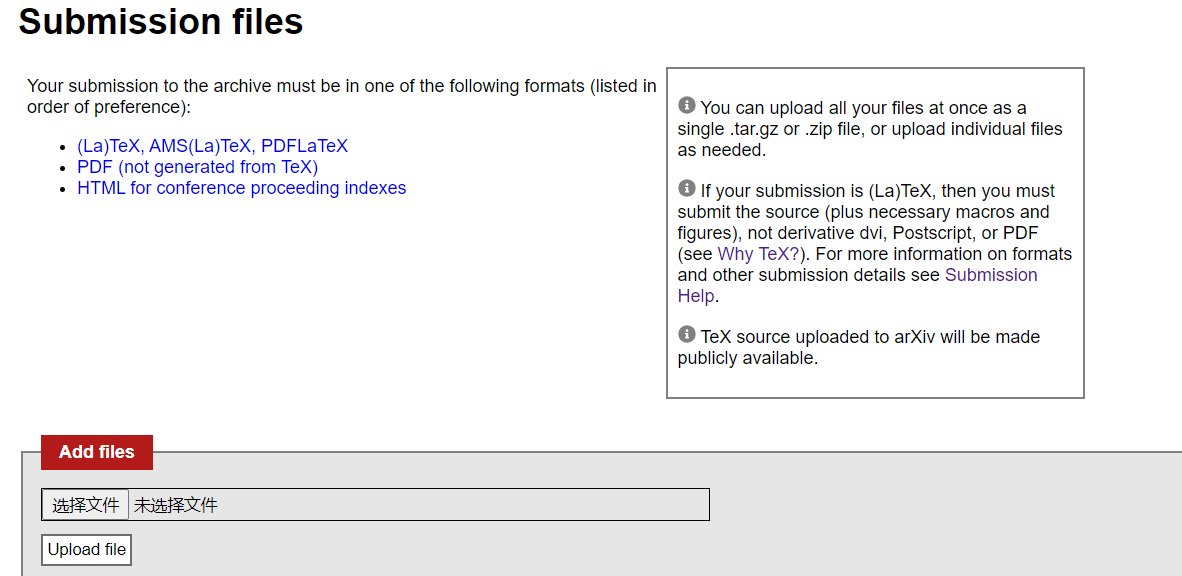 Submission files
Your submission to the archive must be in one of the following formats (listed in
order of preference):
(La)TeX, AMS(La)TeX, PDFLaTeX
PDF (not generated from TeX)
HTML for conference proceeding indexes
You can upload all your files at once as a
single .tar.gz or .zip file, or upload individual files
as needed.
If your submission is (La)TeX, then you must
submit the source (plus necessary macros and
figures), not derivative dvi, Postscript, or PDF
(see Why TeX?). For more information on formats
and other submission details see Submission
Help.
TeX source uploaded to arXiv will be made
publicly available.
Add files
选择文件 未选择文件
Upload file